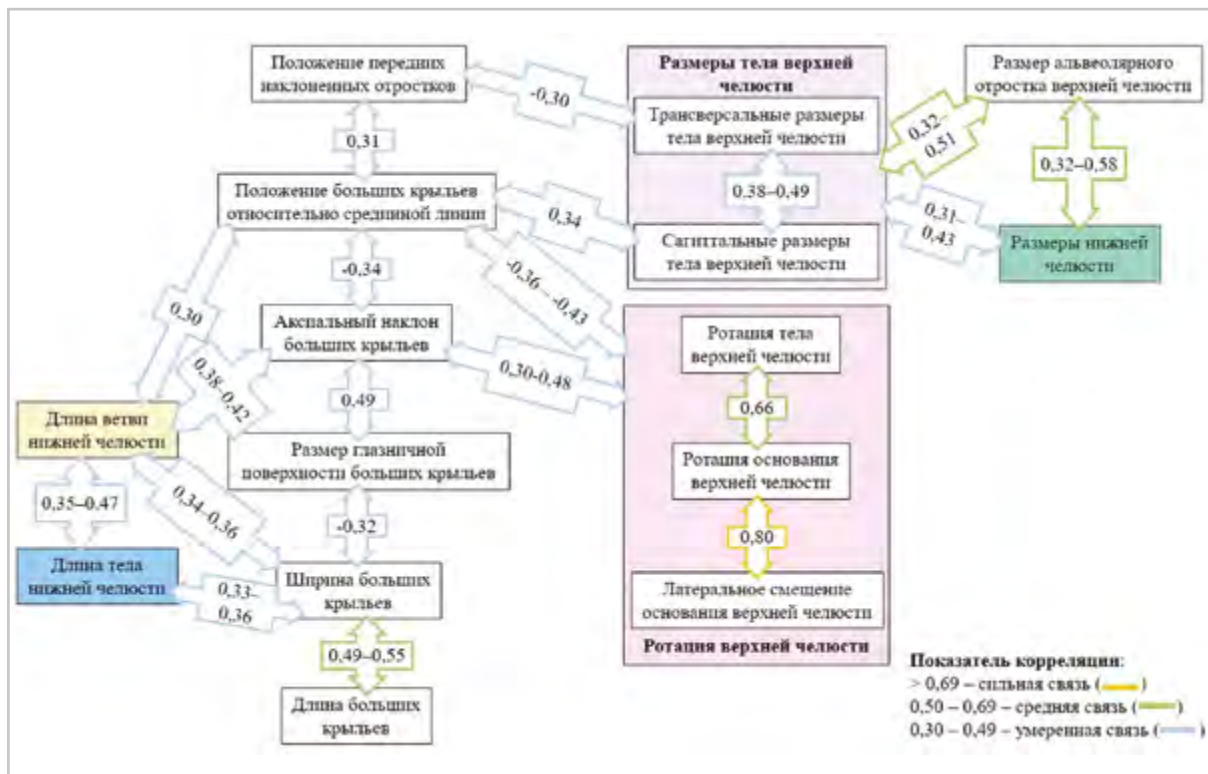 Положение передних
наклоненных отростков
-0,30
Размеры тела верхней
челюсти
Трансверсальные размеры
тела верхней челюсти
0,38–0,49
Сагиттальные размеры
тела верхней челюсти
Размер альвеолярного
отростка верхней челюсти
0,32–
0,51
0,32–0,58
0,31–
0,43
Размеры нижней
челюсти
0,31
Положение больших крыльев
относительно срединной линии
0,34
-0,34
-0,36 – -0,43
0,30
Аксиальный наклон
больших крыльев
0,30-0,48
0,38–0,42
0,49
Длина ветви
нижней челюсти
Размер глазничной
поверхности больших крыльев
0,35–0,47
0,34–0,36
-0,32
Длина тела
нижней челюсти
0,33–
0,36
Ширина больших
крыльев
0,49–0,55
Длина больших
крыльев
Ротация тела
верхней челюсти
0,66
Ротация основания
верхней челюсти
0,80
Латеральное смещение
основания верхней челюсти
Ротация верхней челюсти
Показатель корреляции:
> 0,69 – сильная связь ( )
0,50 – 0,69 – средняя связь ( )
0,30 – 0,49 – умеренная связь ( )